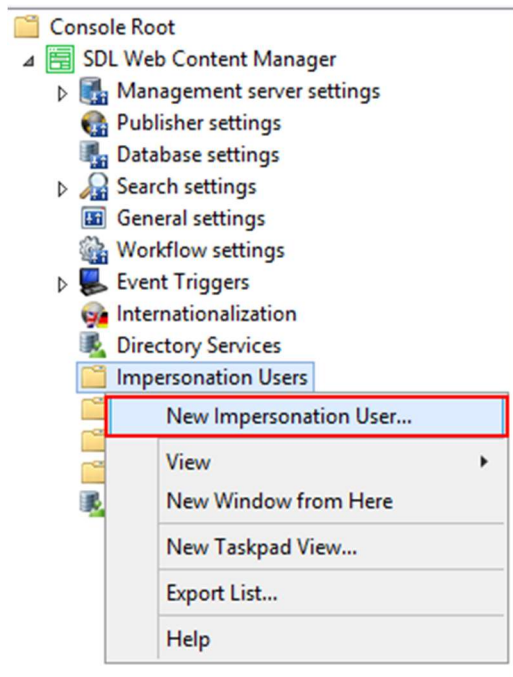 Console Root
SDL Web Content Manager
Management server settings
Publisher settings
Database settings
Search settings
General settings
Workflow settings
Event Triggers
Internationalization
Directory Services
Impersonation Users
New Impersonation User...
View
New Window from Here
New Taskpad View...
Export List...
Help